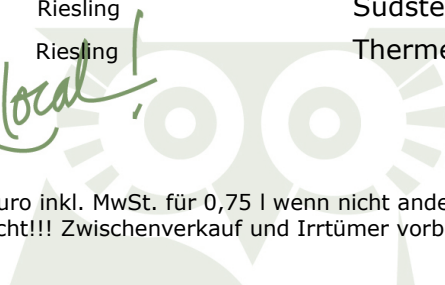 Riesling Südste
Riesling Therme
local!
uro inkl. MwSt. für 0,75 l wenn nicht ande
cht!!! Zwischenverkauf und Irrtümer vorb